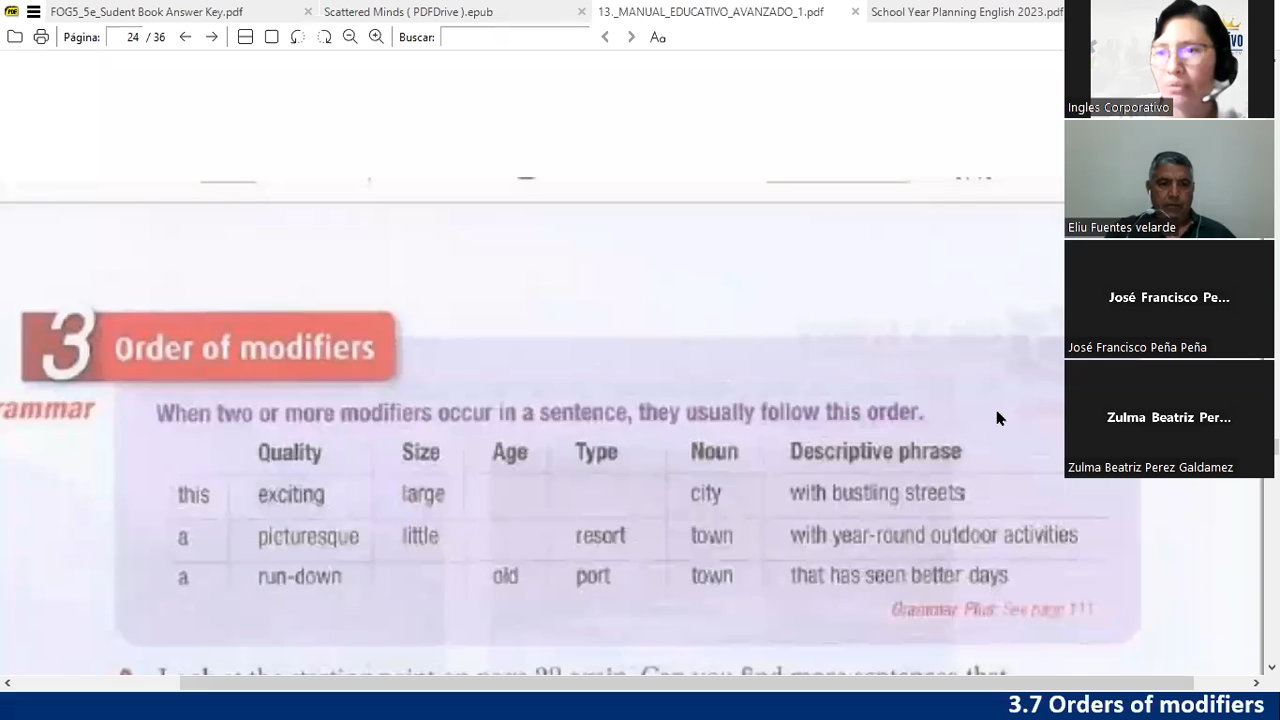 FOG5_5e_Sudent Book Answer Key.pdf
Scattered Minds ( PDFDrive ).epub
13._MANUAL_EDUCATIVO_AVANZADO_1.pdf
School Year Planning English 2023.pdf
Página: 24 / 36
Buscar:
Aa
Ingles Corporativo
Eliu Fuentes velarde
José Francisco Pe...
José Francisco Peña Peña
Zulma Beatriz Per...
Zulma Beatriz Perez Galdamez
3 Order of modifiers
rammar
When two or more modifiers occur in a sentence, they usually follow this order.
Quality Size Age Type Noun Descriptive phrase
this exciting large city with bustling streets
a picturesque little resort town with year-round outdoor activities
a run-down old port town that has seen better days
Grammar Plus: See page 111
3.7 Orders of modifiers